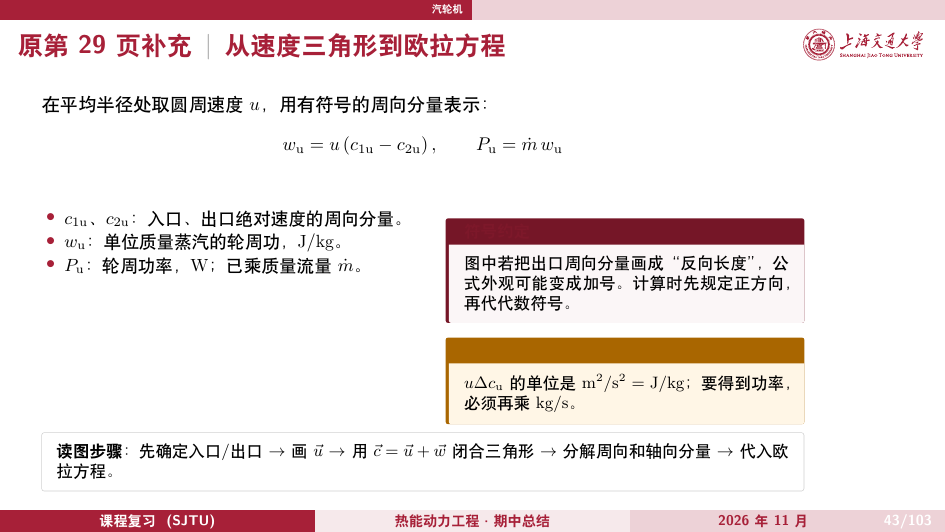 汽轮机
原第 29 页补充 | 从速度三角形到欧拉方程
上海交通大学
SHANGHAI JIAO TONG UNIVERSITY
在平均半径处取圆周速度 u，用有符号的周向分量表示：
w_u = u (c_1u − c_2u) , P_u = ṁ w_u
• c_1u、c_2u：入口、出口绝对速度的周向分量。
• w_u：单位质量蒸汽的轮周功，J/kg。
• P_u：轮周功率，W；已乘质量流量 ṁ。
图中若把出口周向分量画成 “反向长度”，公
式外观可能变成加号。计算时先规定正方向，
再代代数符号。
uΔc_u 的单位是 m²/s² = J/kg；要得到功率，
必须再乘 kg/s。
读图步骤：先确定入口/出口 → 画 u⃗ → 用 c⃗ = u⃗ + w⃗ 闭合三角形 → 分解周向和轴向分量 → 代入欧
拉方程。
课程复习 (SJTU)
热能动力工程 · 期中总结
2026 年 11 月
43/103